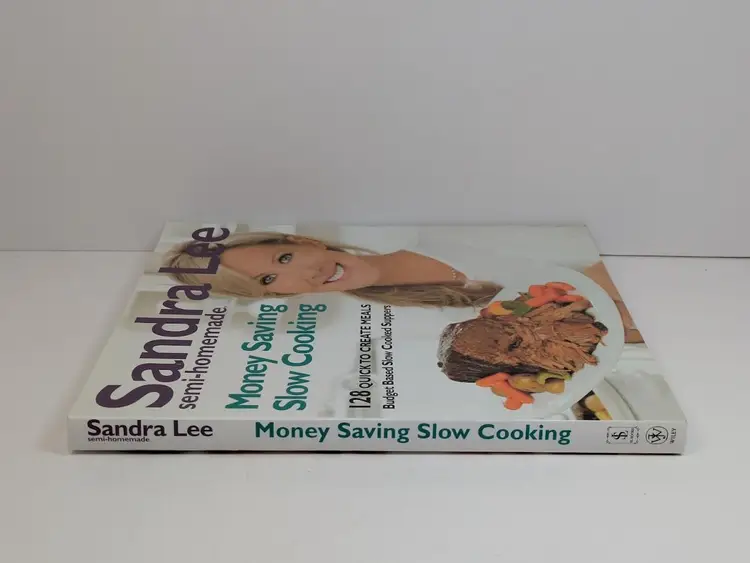 Sandra Lee
semi-homemade
Money Saving
Slow Cooking
128 QUICK TO CREATE MEALS
Budget Based Slow Cooked Suppers
Sandra Lee
semi-homemade
Money Saving Slow Cooking
WILEY